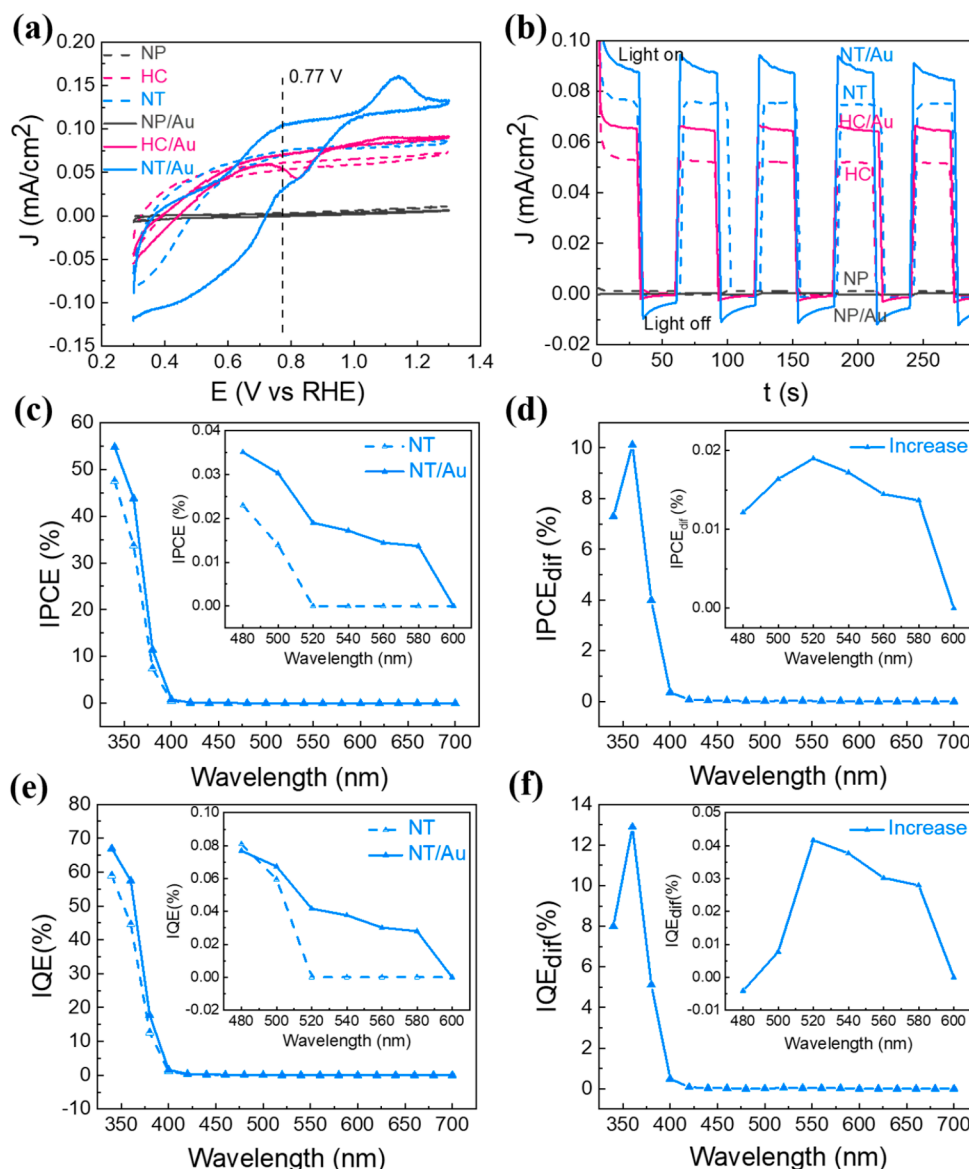 (a)
0.20
0.15
0.10
0.05
0.00
-0.05
-0.10
-0.15
J (mA/cm2)
NP
HC
NT
NP/Au
HC/Au
NT/Au
0.77 V
0.2 0.4 0.6 0.8 1.0 1.2 1.4
E (V vs RHE)
(b)
0.10
0.08
0.06
0.04
0.02
0.00
-0.02
J (mA/cm2)
Light on
NT/Au
NT
HC/Au
HC
NP
NP/Au
Light off
0 50 100 150 200 250
t (s)
(c)
60
50
40
30
20
10
0
IPCE (%)
350 400 450 500 550 600 650 700
Wavelength (nm)
0.04
0.03
0.02
0.01
0.00
IPCE (%)
NT
NT/Au
480 500 520 540 560 580 600
Wavelength (nm)
(d)
10
8
6
4
2
0
IPCEdif (%)
350 400 450 500 550 600 650 700
Wavelength (nm)
0.02
0.01
0.00
IPCEdif (%)
Increase
480 500 520 540 560 580 600
Wavelength (nm)
(e)
80
70
60
50
40
30
20
10
0
-10
IQE(%)
350 400 450 500 550 600 650 700
Wavelength (nm)
0.10
0.08
0.06
0.04
0.02
0.00
-0.02
IQE(%)
NT
NT/Au
480 500 520 540 560 580 600
Wavelength (nm)
(f)
14
12
10
8
6
4
2
0
IQEdif(%)
350 400 450 500 550 600 650 700
Wavelength (nm)
0.05
0.04
0.03
0.02
0.01
0.00
-0.01
IQEdif(%)
Increase
480 500 520 540 560 580 600
Wavelength (nm)